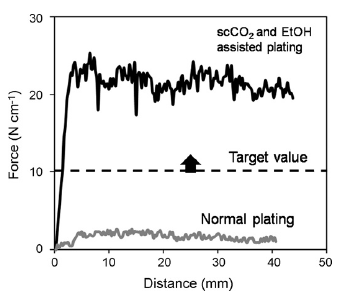 30
scCO₂ and EtOH
assisted plating
20
Force (N cm⁻¹)
Target value
10
Normal plating
0
0 10 20 30 40 50
Distance (mm)